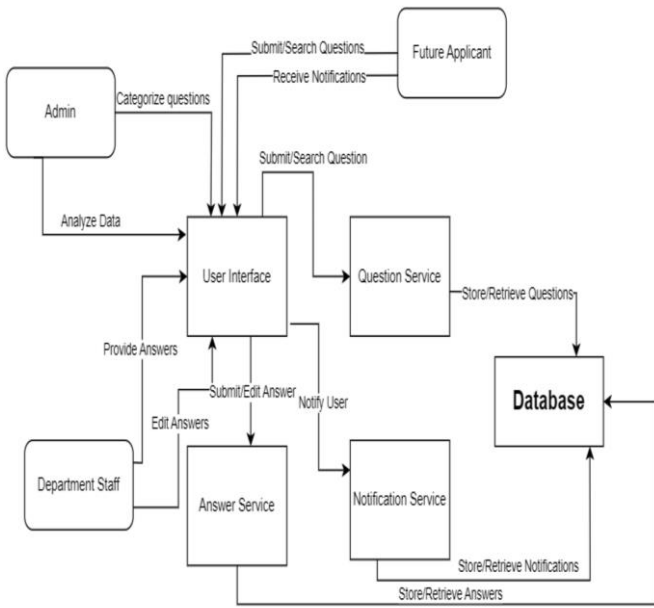 Submit/Search Questions
Future Applicant
Receive Notifications
Admin
Categorize questions
Submit/Search Question
Analyze Data
User Interface
Question Service
Store/Retrieve Questions
Provide Answers
Submit/Edit Answer
Notify User
Database
Edit Answers
Department Staff
Answer Service
Notification Service
Store/Retrieve Notifications
Store/Retrieve Answers